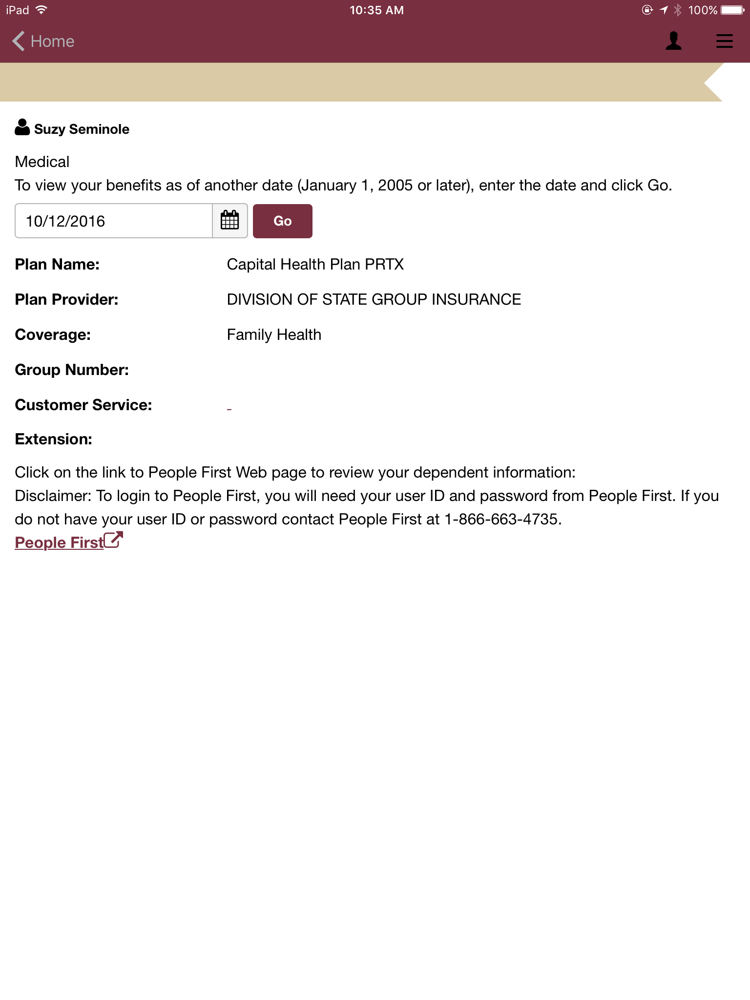 iPad 10:35 AM 100%
Home
Suzy Seminole
Medical
To view your benefits as of another date (January 1, 2005 or later), enter the date and click Go.
10/12/2016 Go
Plan Name: Capital Health Plan PRTX
Plan Provider: DIVISION OF STATE GROUP INSURANCE
Coverage: Family Health
Group Number:
Customer Service: -
Extension:
Click on the link to People First Web page to review your dependent information:
Disclaimer: To login to People First, you will need your user ID and password from People First. If you
do not have your user ID or password contact People First at 1-866-663-4735.
People First